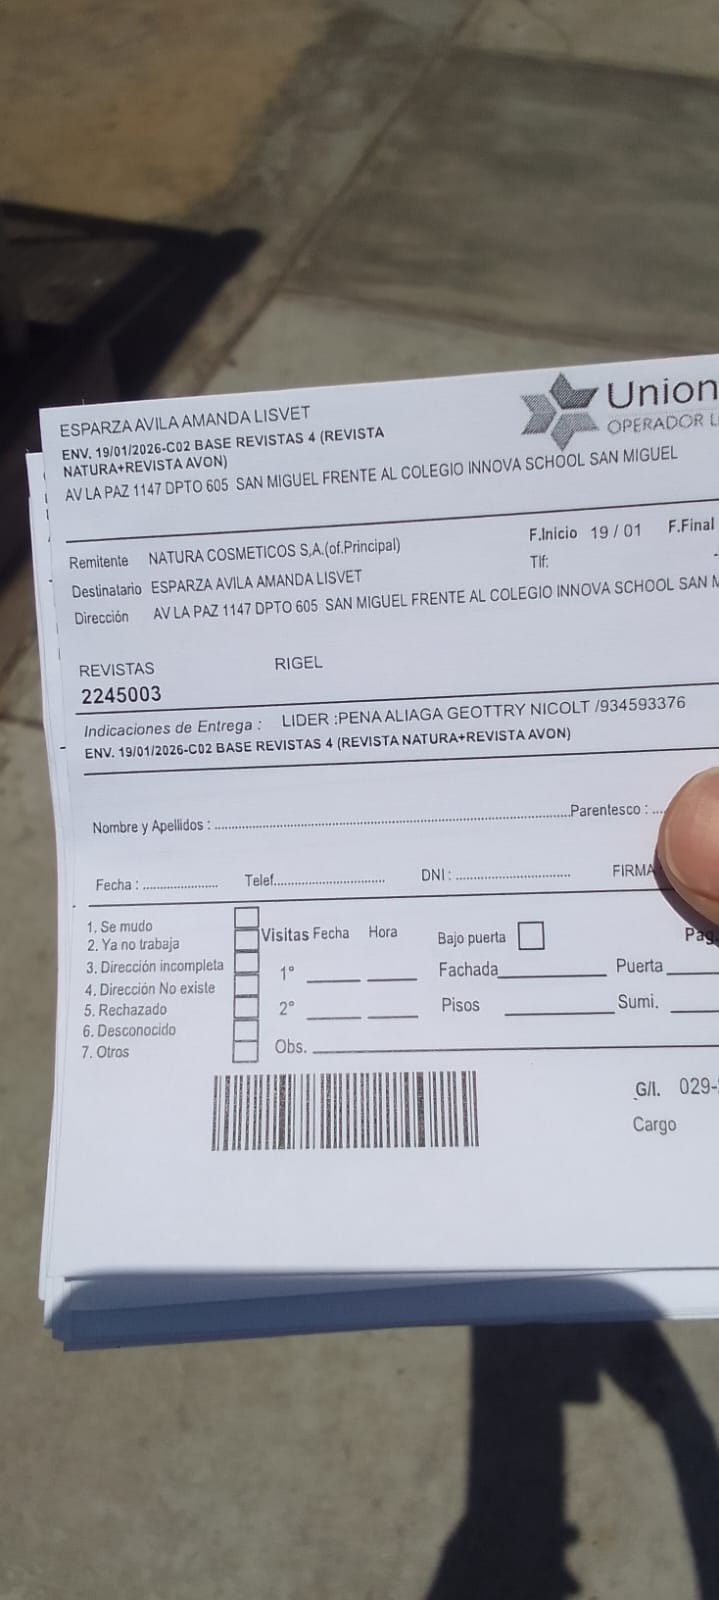 ESPARZA AVILA AMANDA LISVET
Union
OPERADOR
ENV. 19/01/2026-C02 BASE REVISTAS 4 (REVISTA
NATURA+REVISTA AVON)
AV LA PAZ 1147 DPTO 605 SAN MIGUEL FRENTE AL COLEGIO INNOVA SCHOOL SAN MIGUEL
Remitente NATURA COSMETICOS S,A.(of.Principal)
F.Inicio 19 / 01 F.Final
Destinatario ESPARZA AVILA AMANDA LISVET
Tlf:
Dirección AV LA PAZ 1147 DPTO 605 SAN MIGUEL FRENTE AL COLEGIO INNOVA SCHOOL SAN
REVISTAS RIGEL
2245003
Indicaciones de Entrega : LIDER :PENA ALIAGA GEOTTRY NICOLT /934593376
ENV. 19/01/2026-C02 BASE REVISTAS 4 (REVISTA NATURA+REVISTA AVON)
Nombre y Apellidos : Parentesco :
Fecha : Telef. DNI : FIRMA
1. Se mudo
2. Ya no trabaja
3. Dirección incompleta
4. Dirección No existe
5. Rechazado
6. Desconocido
7. Otros
Visitas Fecha Hora
1°
2°
Obs.
Bajo puerta Pag.
Fachada Puerta
Pisos Sumi.
G/I. 029-
Cargo